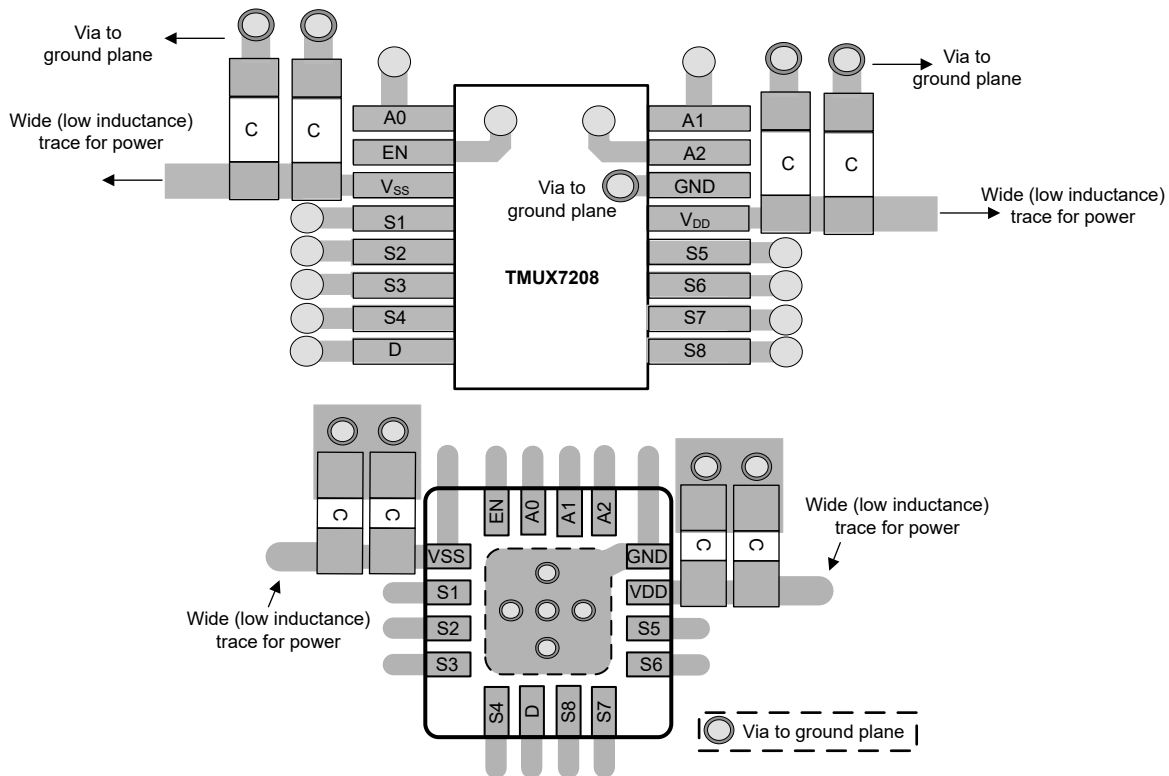 Via to
ground plane
Via to
ground plane
Wide (low inductance)
trace for power
C
C
C
C
A0
EN
VSS
S1
S2
S3
S4
D
Via to
ground plane
TMUX7208
A1
A2
GND
VDD
S5
S6
S7
S8
Wide (low inductance)
trace for power
C
C
C
C
Wide (low inductance)
trace for power
EN
A0
A1
A2
VSS
S1
S2
S3
GND
VDD
S5
S6
Wide (low inductance)
trace for power
S4
D
S8
S7
Via to ground plane